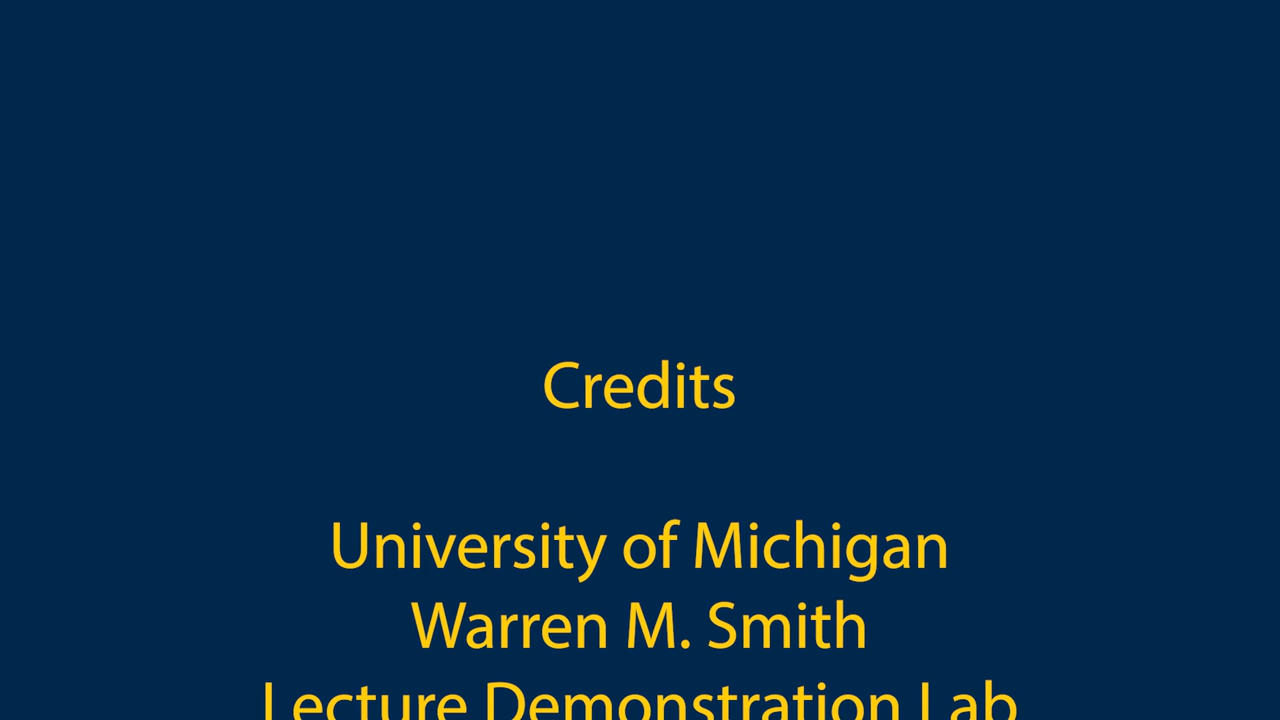 Credits
University of Michigan
Warren M. Smith
Lecture Demonstration Lab